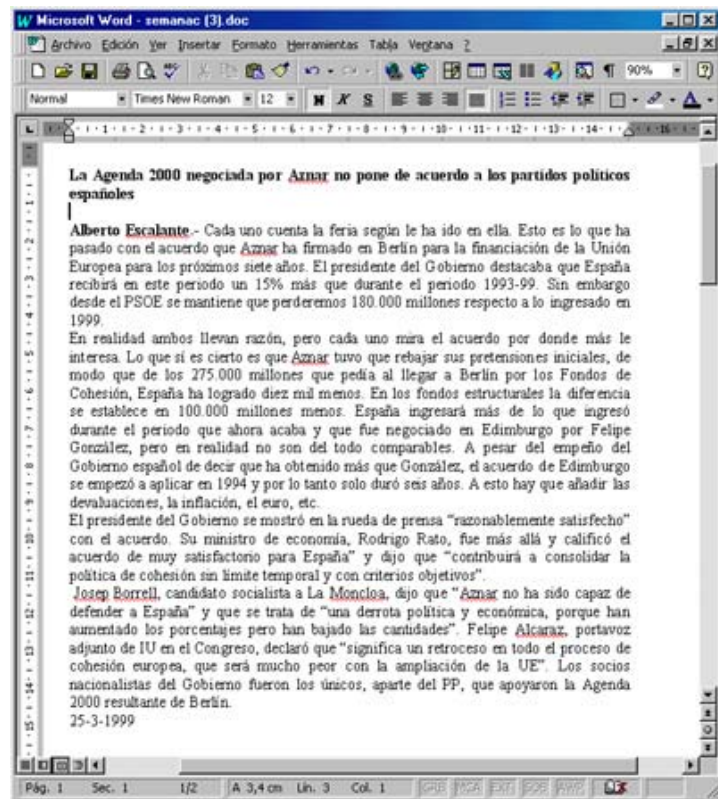 Microsoft Word - semanac (3).doc
Archivo Edición Ver Insertar Formato Herramientas Tabla Ventana ?
90%
Normal Times New Roman 12 N K S
1 2 3 4 5 6 7 8 9 10 11 12 13 14 16
La Agenda 2000 negociada por Aznar no pone de acuerdo a los partidos políticos
españoles
Alberto Escalante.- Cada uno cuenta la feria según le ha ido en ella. Esto es lo que ha
pasado con el acuerdo que Aznar ha firmado en Berlín para la financiación de la Unión
Europea para los próximos siete años. El presidente del Gobierno destacaba que España
recibirá en este periodo un 15% más que durante el periodo 1993-99. Sin embargo
desde el PSOE se mantiene que perderemos 180.000 millones respecto a lo ingresado en
1999.
En realidad ambos llevan razón, pero cada uno mira el acuerdo por donde más le
interesa. Lo que sí es cierto es que Aznar tuvo que rebajar sus pretensiones iniciales, de
modo que de los 275.000 millones que pedía al llegar a Berlín por los Fondos de
Cohesión, España ha logrado diez mil menos. En los fondos estructurales la diferencia
se establece en 100.000 millones menos. España ingresará más de lo que ingresó
durante el periodo que ahora acaba y que fue negociado en Edimburgo por Felipe
González, pero en realidad no son del todo comparables. A pesar del empeño del
Gobierno español de decir que ha obtenido más que González, el acuerdo de Edimburgo
se empezó a aplicar en 1994 y por lo tanto solo duró seis años. A esto hay que añadir las
devaluaciones, la inflación, el euro, etc.
El presidente del Gobierno se mostró en la rueda de prensa “razonablemente satisfecho”
con el acuerdo. Su ministro de economía, Rodrigo Rato, fue más allá y calificó el
acuerdo de muy satisfactorio para España” y dijo que “contribuirá a consolidar la
política de cohesión sin límite temporal y con criterios objetivos”.
Josep Borrell, candidato socialista a La Moncloa, dijo que “Aznar no ha sido capaz de
defender a España” y que se trata de “una derrota política y económica, porque han
aumentado los porcentajes pero han bajado las cantidades”. Felipe Alcaraz, portavoz
adjunto de IU en el Congreso, declaró que “significa un retroceso en todo el proceso de
cohesión europea, que será mucho peor con la ampliación de la UE”. Los socios
nacionalistas del Gobierno fueron los únicos, aparte del PP, que apoyaron la Agenda
2000 resultante de Berlín.
25-3-1999
Pág. 1 Sec. 1 1/2 A 3,4 cm Lín. 3 Col. 1 GRB MCA EXT SOB AWP